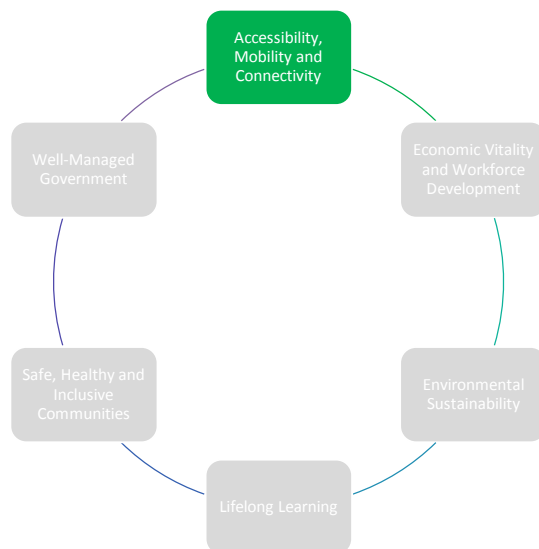 Accessibility,
Mobility and
Connectivity
Economic Vitality
and Workforce
Development
Environmental
Sustainability
Lifelong Learning
Safe, Healthy and
Inclusive
Communities
Well-Managed
Government